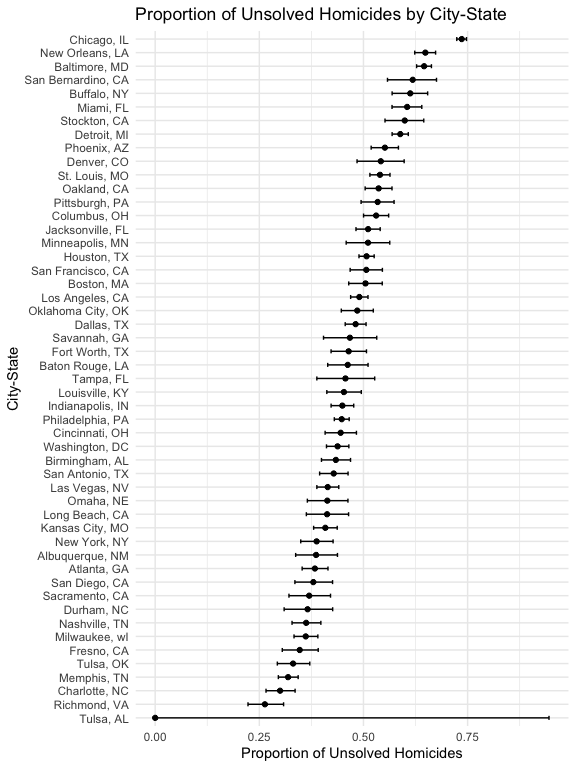 Proportion of Unsolved Homicides by City-State
Chicago, IL
New Orleans, LA
Baltimore, MD
San Bernardino, CA
Buffalo, NY
Miami, FL
Stockton, CA
Detroit, MI
Phoenix, AZ
Denver, CO
St. Louis, MO
Oakland, CA
Pittsburgh, PA
Columbus, OH
Jacksonville, FL
Minneapolis, MN
Houston, TX
San Francisco, CA
Boston, MA
Los Angeles, CA
Oklahoma City, OK
Dallas, TX
Savannah, GA
Fort Worth, TX
Baton Rouge, LA
Tampa, FL
Louisville, KY
Indianapolis, IN
Philadelphia, PA
Cincinnati, OH
Washington, DC
Birmingham, AL
San Antonio, TX
Las Vegas, NV
Omaha, NE
Long Beach, CA
Kansas City, MO
New York, NY
Albuquerque, NM
Atlanta, GA
San Diego, CA
Sacramento, CA
Durham, NC
Nashville, TN
Milwaukee, wI
Fresno, CA
Tulsa, OK
Memphis, TN
Charlotte, NC
Richmond, VA
Tulsa, AL
City-State
0.00 0.25 0.50 0.75
Proportion of Unsolved Homicides